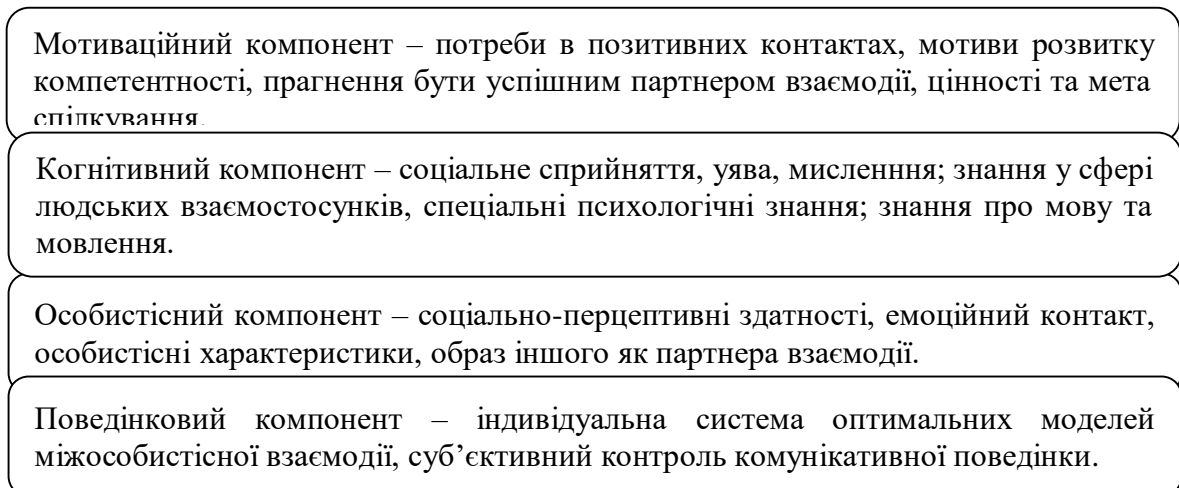 Мотиваційний компонент – потреби в позитивних контактах, мотиви розвитку
компетентності, прагнення бути успішним партнером взаємодії, цінності та мета
спілкування.
Когнітивний компонент – соціальне сприйняття, уява, мисленння; знання у сфері
людських взаємостосунків, спеціальні психологічні знання; знання про мову та
мовлення.
Особистісний компонент – соціально-перцептивні здатності, емоційний контакт,
особистісні характеристики, образ іншого як партнера взаємодії.
Поведінковий компонент – індивідуальна система оптимальних моделей
міжособистісної взаємодії, суб’єктивний контроль комунікативної поведінки.